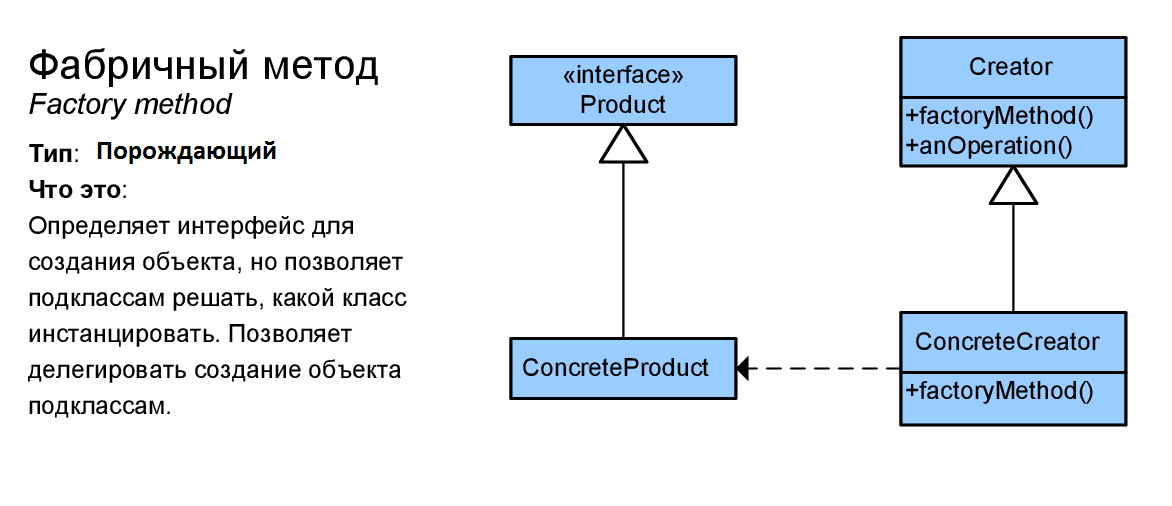 Фабричный метод
Factory method
Тип: Порождающий
Что это:
Определяет интерфейс для
создания объекта, но позволяет
подклассам решать, какой класс
инстанцировать. Позволяет
делегировать создание объекта
подклассам.
«interface»
Product
ConcreteProduct
Creator
+factoryMethod()
+anOperation()
ConcreteCreator
+factoryMethod()